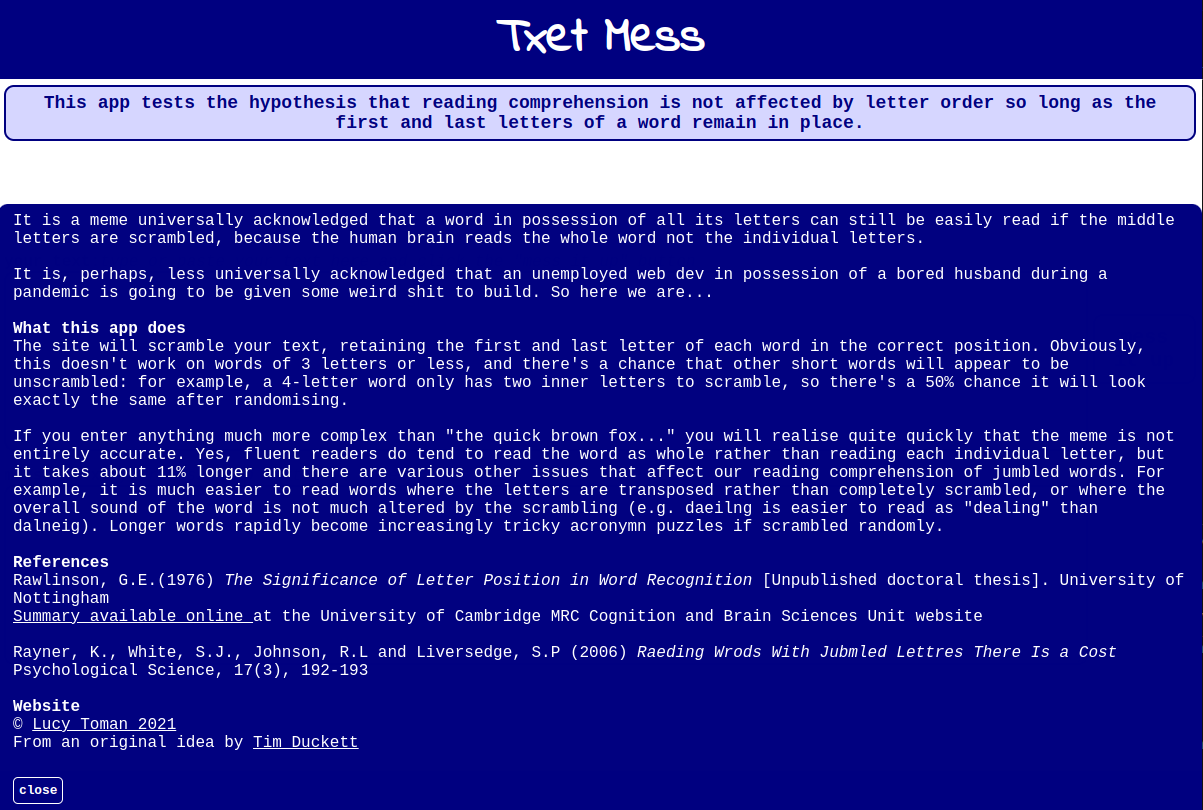 Txet Mess
This app tests the hypothesis that reading comprehension is not affected by letter order so long as the
first and last letters of a word remain in place.
It is a meme universally acknowledged that a word in possession of all its letters can still be easily read if the middle
letters are scrambled, because the human brain reads the whole word not the individual letters.
It is, perhaps, less universally acknowledged that an unemployed web dev in possession of a bored husband during a
pandemic is going to be given some weird shit to build. So here we are...
What this app does
The site will scramble your text, retaining the first and last letter of each word in the correct position. Obviously,
this doesn't work on words of 3 letters or less, and there's a chance that other short words will appear to be
unscrambled: for example, a 4-letter word only has two inner letters to scramble, so there's a 50% chance it will look
exactly the same after randomising.
If you enter anything much more complex than "the quick brown fox..." you will realise quite quickly that the meme is not
entirely accurate. Yes, fluent readers do tend to read the word as whole rather than reading each individual letter, but
it takes about 11% longer and there are various other issues that affect our reading comprehension of jumbled words. For
example, it is much easier to read words where the letters are transposed rather than completely scrambled, or where the
overall sound of the word is not much altered by the scrambling (e.g. daeilng is easier to read as "dealing" than
dalneig). Longer words rapidly become increasingly tricky acronymn puzzles if scrambled randomly.
References
Rawlinson, G.E.(1976) The Significance of Letter Position in Word Recognition [Unpublished doctoral thesis]. University of
Nottingham
Summary available online at the University of Cambridge MRC Cognition and Brain Sciences Unit website
Rayner, K., White, S.J., Johnson, R.L and Liversedge, S.P (2006) Raeding Wrods With Jubmled Lettres There Is a Cost
Psychological Science, 17(3), 192-193
Website
© Lucy Toman 2021
From an original idea by Tim Duckett
close